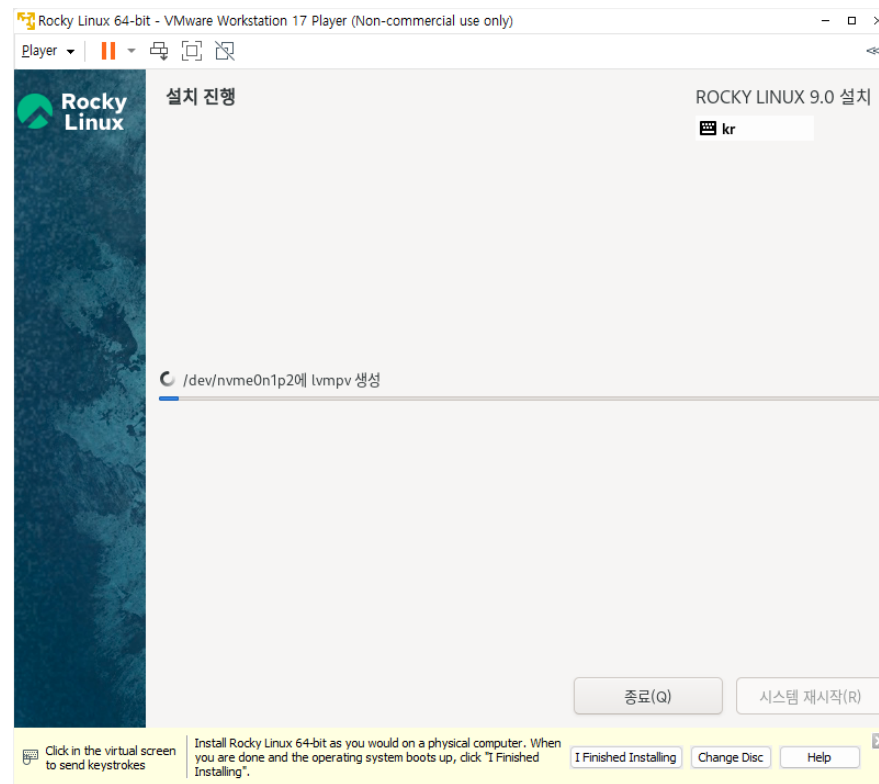 Rocky Linux 64-bit - VMware Workstation 17 Player (Non-commercial use only)
Player
Rocky
Linux
설치 진행
ROCKY LINUX 9.0 설치
kr
/dev/nvme0n1p2에 lvmpv 생성
종료(Q)
시스템 재시작(R)
Click in the virtual screen
to send keystrokes
Install Rocky Linux 64-bit as you would on a physical computer. When
you are done and the operating system boots up, click "I Finished
Installing".
I Finished Installing
Change Disc
Help